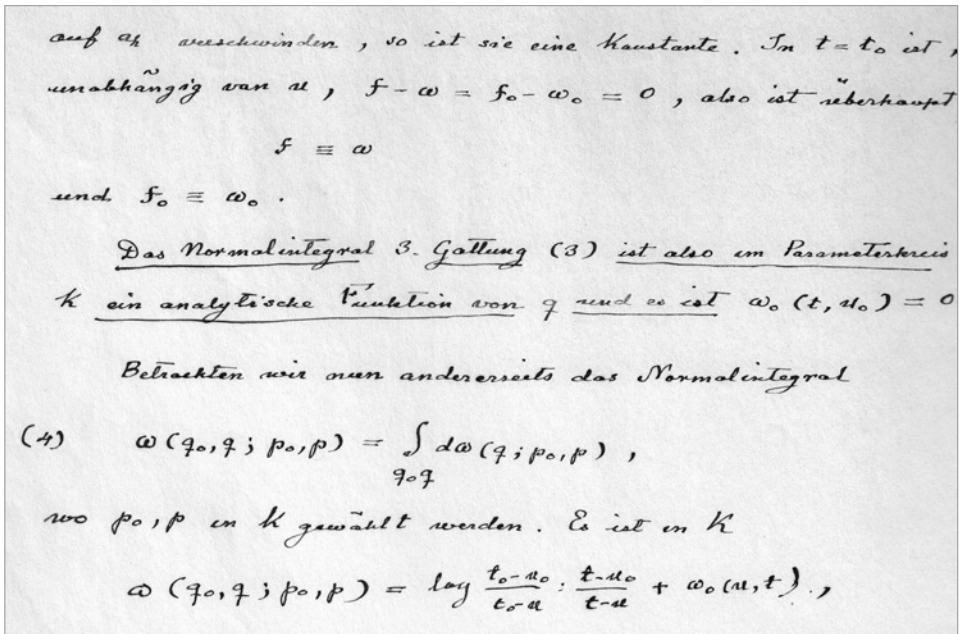 auf a_h verschwinden, so ist sie eine Konstante. In t = t₀ ist,
unabhängig von u, f - ω = f₀ - ω₀ = 0, also ist überhaupt
f ≡ ω
und f₀ ≡ ω₀.
Das Normalintegral 3. Gattung (3) ist also im Parameterkreis
K ein analytische Funktion von q und es ist ω₀ (t, u₀) = 0
Betrachten wir nun andererseits das Normalintegral
(4) ω (q₀, q; p₀, p) = ∫ dω (q; p₀, p),
q₀q
wo p₀, p in K gewählt werden. Es ist in K
ω (q₀, q; p₀, p) = log (t₀-u₀)/(t₀-u) : (t-u₀)/(t-u) + ω₀(u, t).,